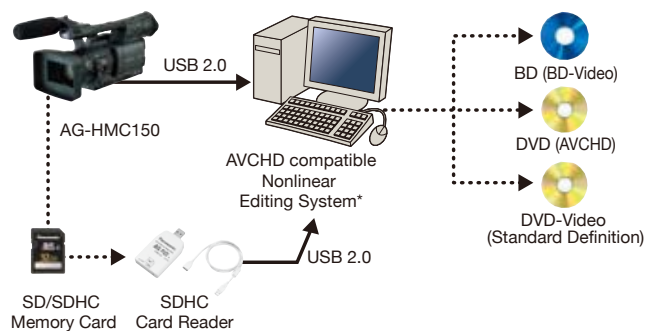 USB 2.0
BD (BD-Video)
AG-HMC150
AVCHD compatible
Nonlinear
Editing System*
DVD (AVCHD)
DVD-Video
(Standard Definition)
USB 2.0
SD/SDHC
Memory Card
SDHC
Card Reader